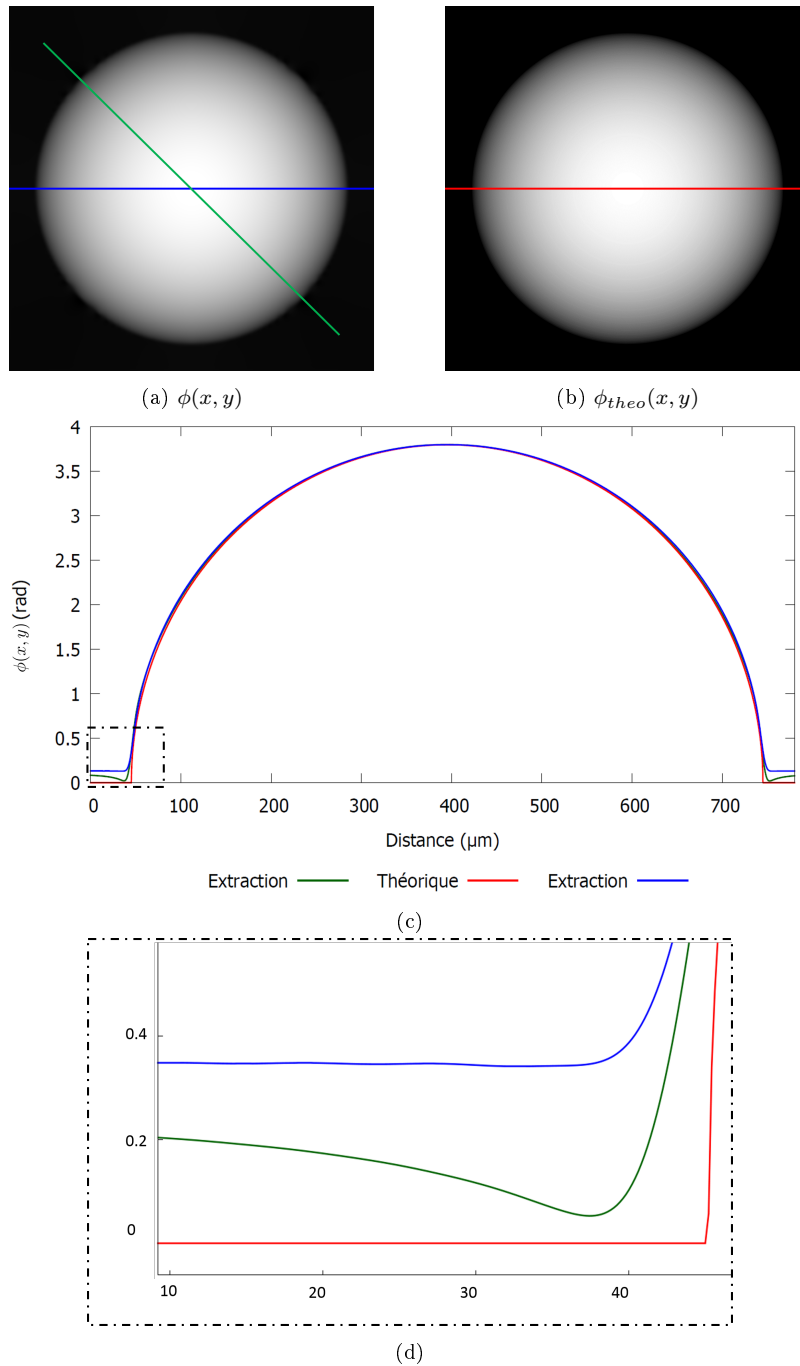 (a) ϕ(x, y)
(b) ϕtheo(x, y)
4
3.5
3
2.5
2
1.5
1
0.5
0
ϕ(x, y) (rad)
0 100 200 300 400 500 600 700
Distance (µm)
Extraction Théorique Extraction
(c)
0.4
0.2
0
10 20 30 40
(d)